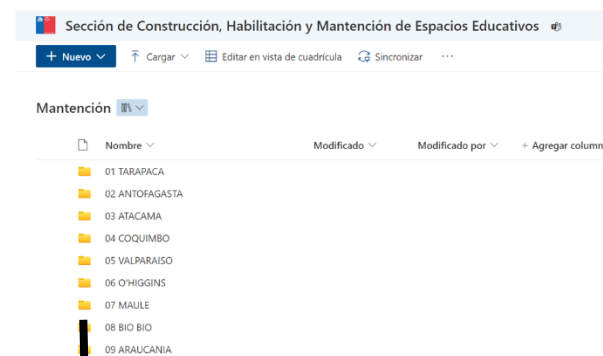 Sección de Construcción, Habilitación y Mantención de Espacios Educativos
+ Nuevo Cargar Editar en vista de cuadrícula Sincronizar ...
Mantención
Nombre Modificado Modificado por + Agregar column
01 TARAPACA
02 ANTOFAGASTA
03 ATACAMA
04 COQUIMBO
05 VALPARAISO
06 O'HIGGINS
07 MAULE
08 BIO BIO
09 ARAUCANIA